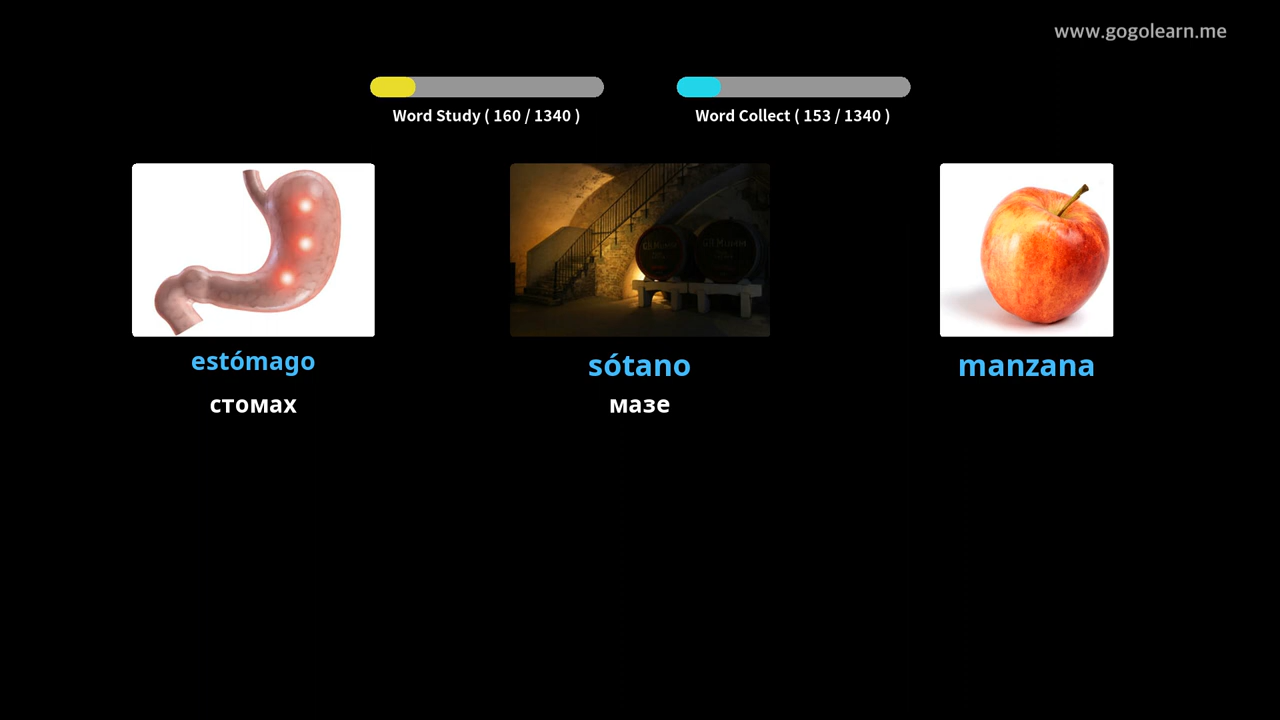 www.gogolearn.me
Word Study ( 160 / 1340 )
Word Collect ( 153 / 1340 )
estómago
sótano
manzana
стомах
мазе